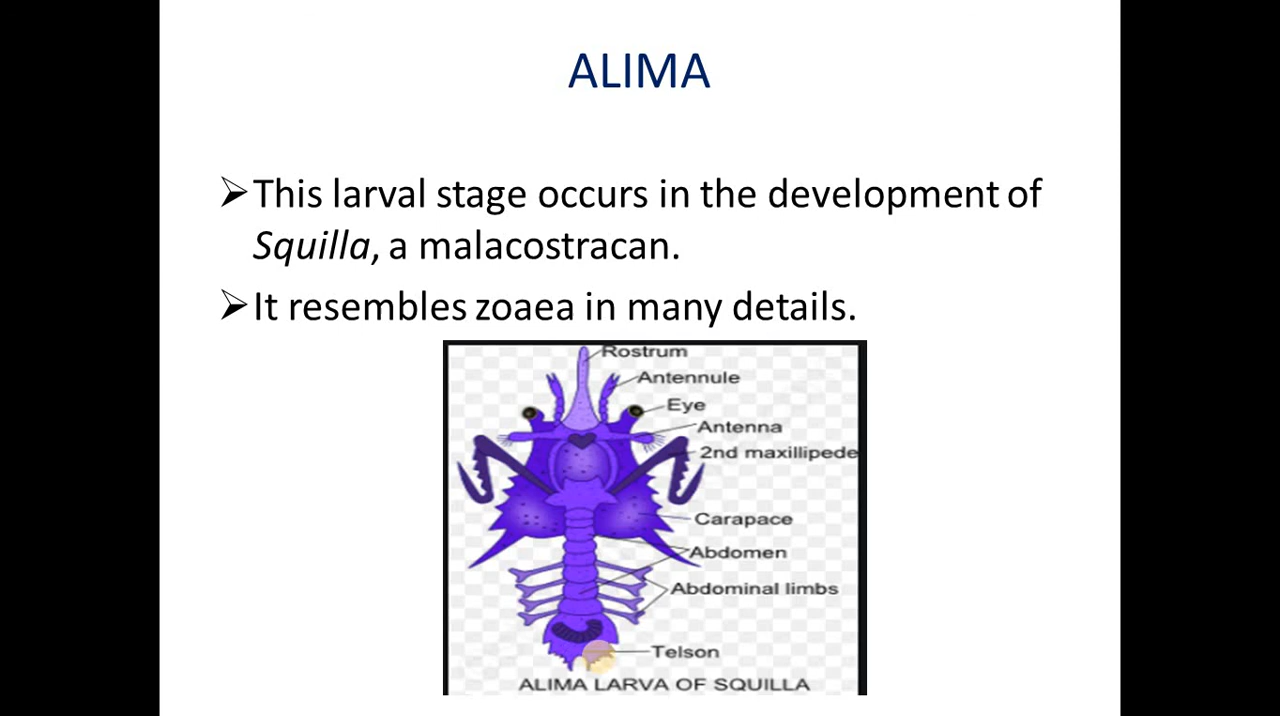 ALIMA
➢This larval stage occurs in the development of
Squilla, a malacostracan.
➢It resembles zoaea in many details.
Rostrum
Antennule
Eye
Antenna
2nd maxillipede
Carapace
Abdomen
Abdominal limbs
Telson
ALIMA LARVA OF SQUILLA